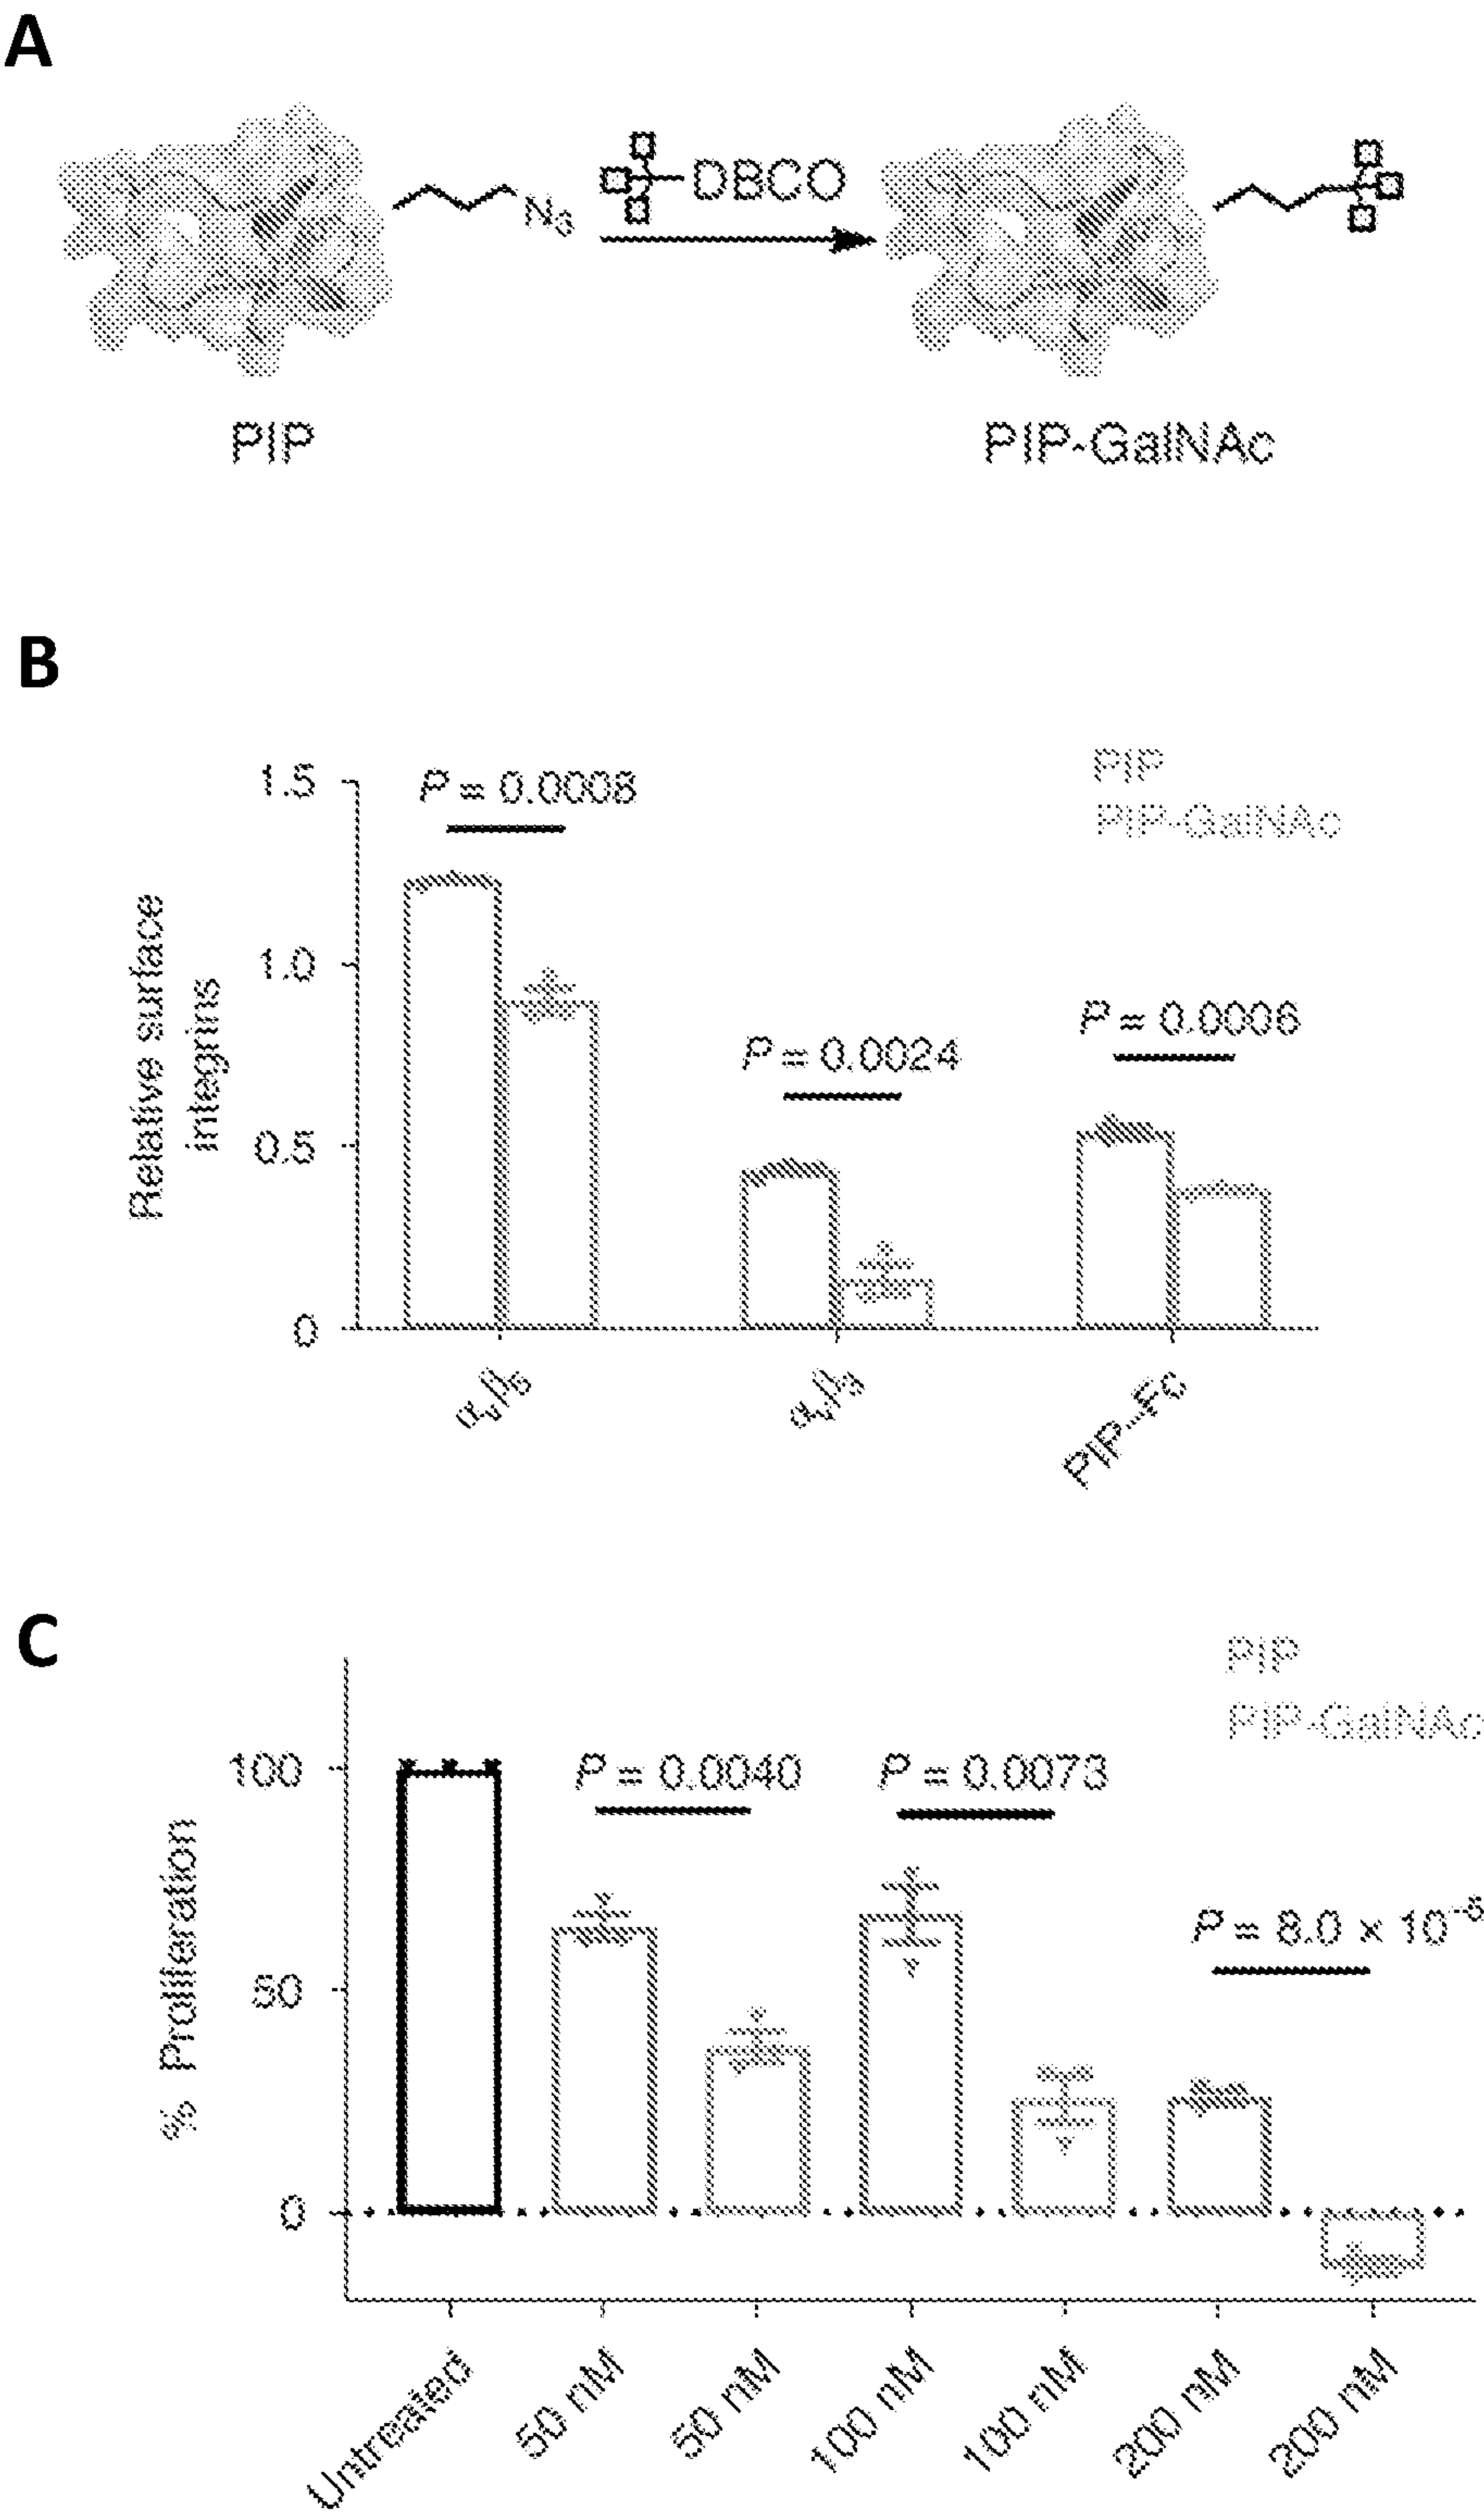 A
N3
DBCO
PIP
PIP-GalNAc
B
PIP
PIP-GalNAc
1.5
1.0
0.5
0
Relative surface
integrins
P = 0.0008
P = 0.0024
P = 0.0006
αvβ5
αvβ3
PIP–Fc
C
PIP
PIP-GalNAc
100
50
0
% Proliferation
P = 0.0040
P = 0.0073
Untreated
50 nM
50 nM
100 nM
100 nM
200 nM
200 nM